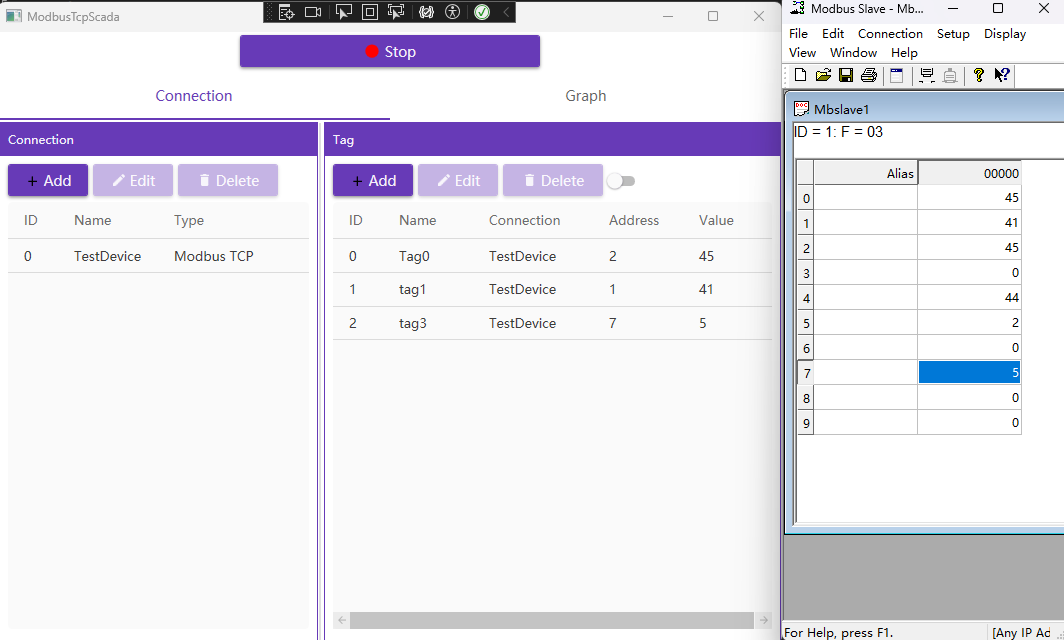 ModbusTcpScada
Stop
Connection Graph
Connection
+ Add Edit Delete
ID Name Type
0 TestDevice Modbus TCP
Tag
+ Add Edit Delete
ID Name Connection Address Value
0 Tag0 TestDevice 2 45
1 tag1 TestDevice 1 41
2 tag3 TestDevice 7 5
Modbus Slave - Mb...
File Edit Connection Setup Display
View Window Help
Mbslave1
ID = 1: F = 03
Alias 00000
0 45
1 41
2 45
3 0
4 44
5 2
6 0
7 5
8 0
9 0
For Help, press F1. [Any IP Ad